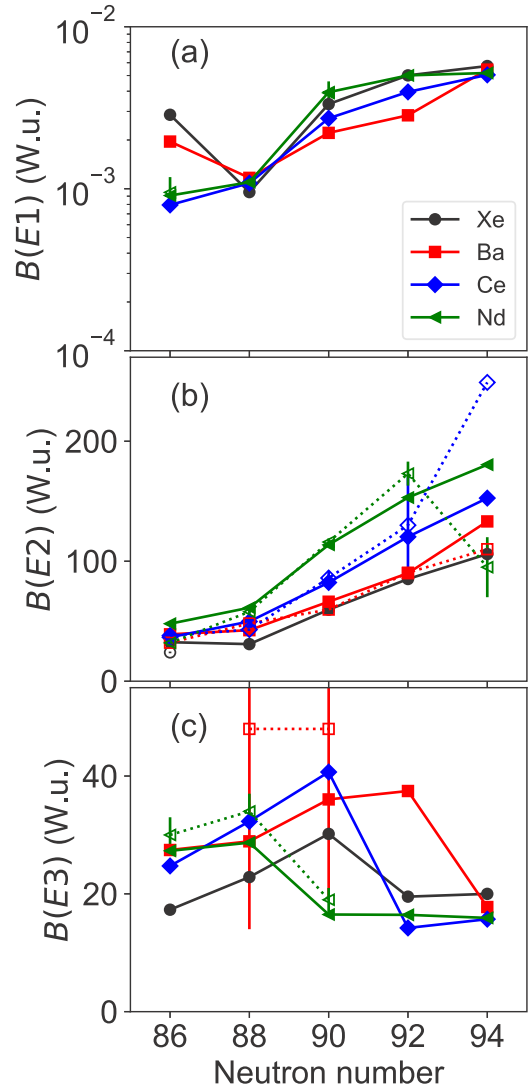 10⁻²
(a)
10⁻³
10⁻⁴
B(E1) (W.u.)
Xe
Ba
Ce
Nd
(b)
200
100
0
B(E2) (W.u.)
(c)
40
20
0
B(E3) (W.u.)
86 88 90 92 94
Neutron number